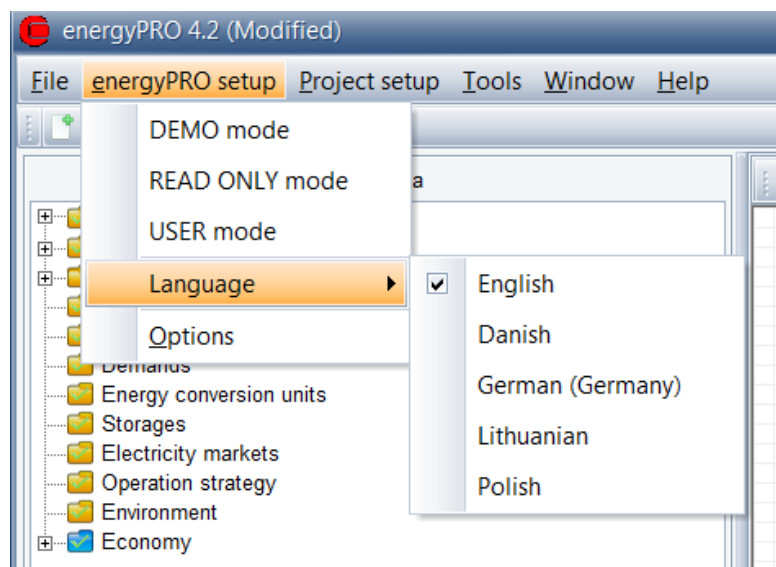 energyPRO 4.2 (Modified)
File energyPRO setup Project setup Tools Window Help
DEMO mode
READ ONLY mode
a
USER mode
Language
English
Options
Danish
Demands
German (Germany)
Energy conversion units
Storages
Lithuanian
Electricity markets
Operation strategy
Polish
Environment
Economy